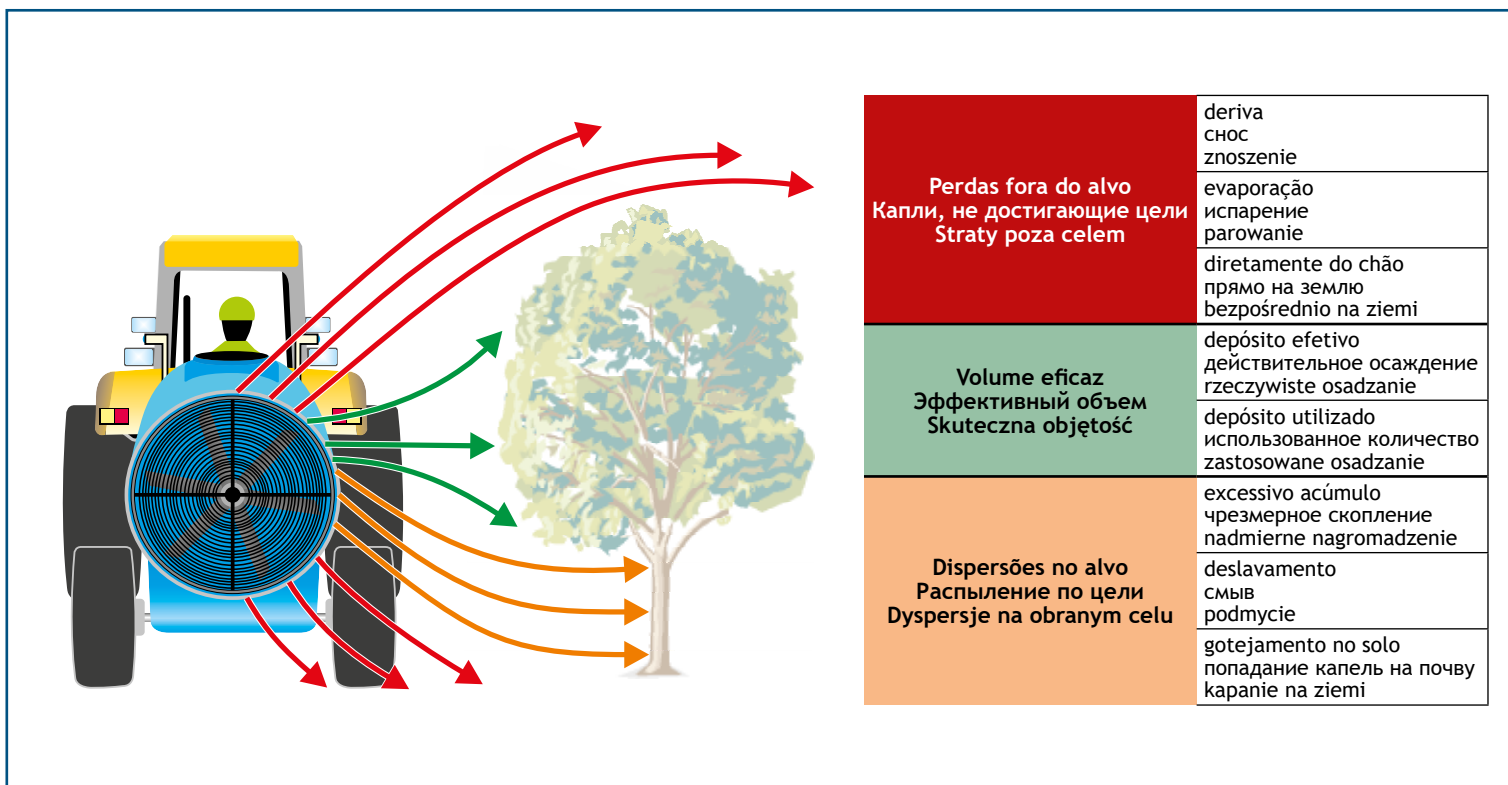 Perdas fora do alvo
Капли, не достигающие цели
Straty poza celem
deriva
снос
znoszenie
evaporação
испарение
parowanie
diretamente do chão
прямо на землю
bezpośrednio na ziemi
Volume eficaz
Эффективный объем
Skuteczna objętość
depósito efetivo
действительное осаждение
rzeczywiste osadzanie
depósito utilizado
использованное количество
zastosowane osadzanie
Dispersões no alvo
Распыление по цели
Dyspersje na obranym celu
excessivo acúmulo
чрезмерное скопление
nadmierne nagromadzenie
deslavamento
смыв
podmycie
gotejamento no solo
попадание капель на почву
kapanie na ziemi